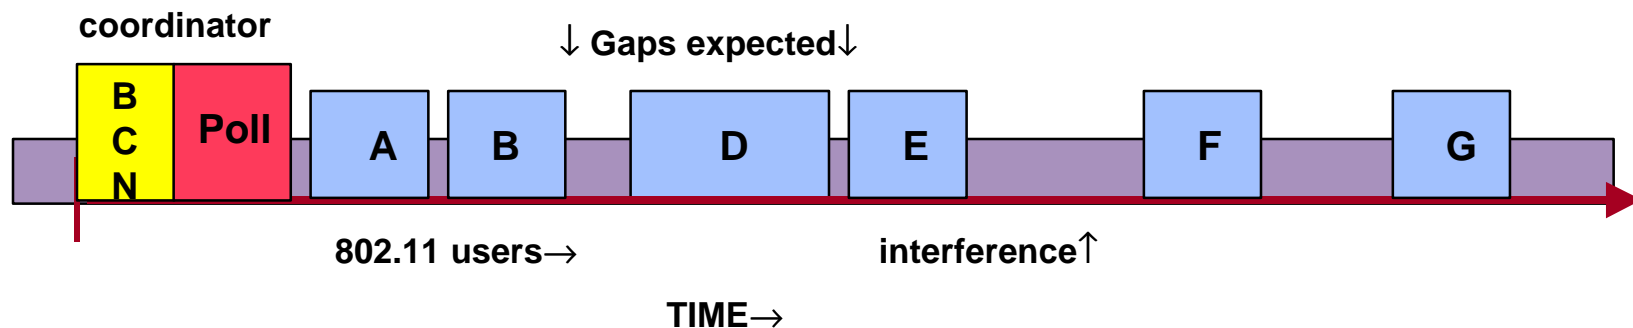 coordinator
↓ Gaps expected↓
B
C
N
Poll
A
B
D
E
F
G
802.11 users→
interference↑
TIME→